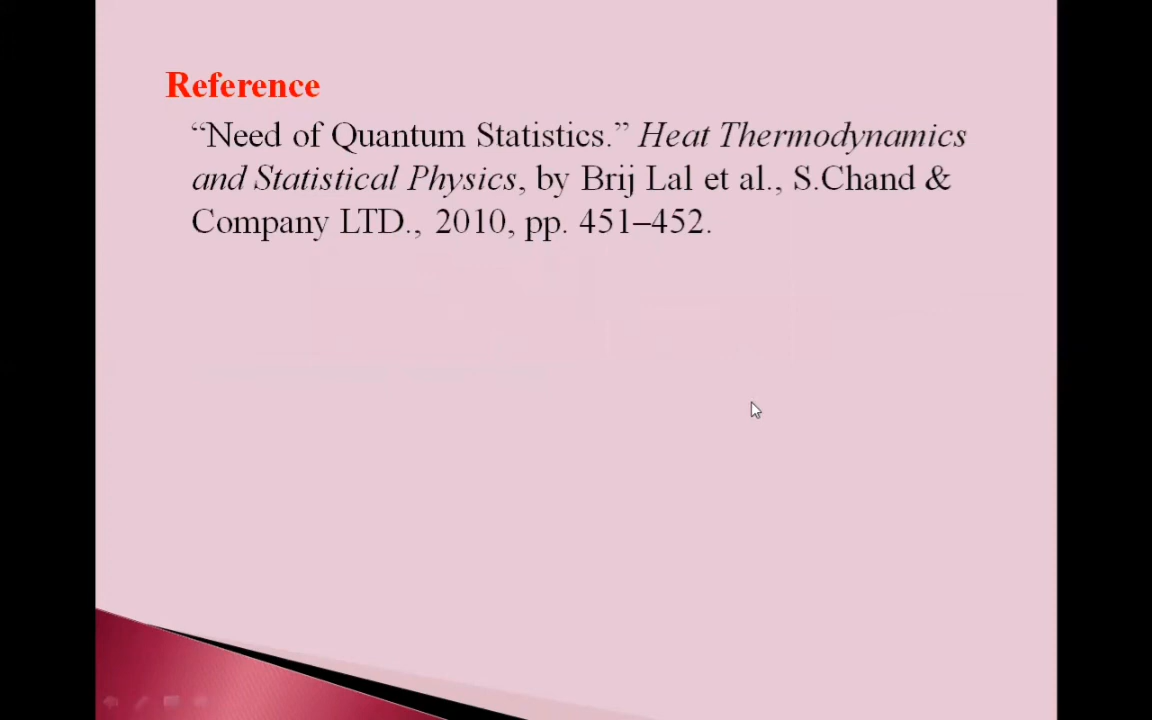 Reference
“Need of Quantum Statistics.” Heat Thermodynamics
and Statistical Physics, by Brij Lal et al., S.Chand &
Company LTD., 2010, pp. 451–452.